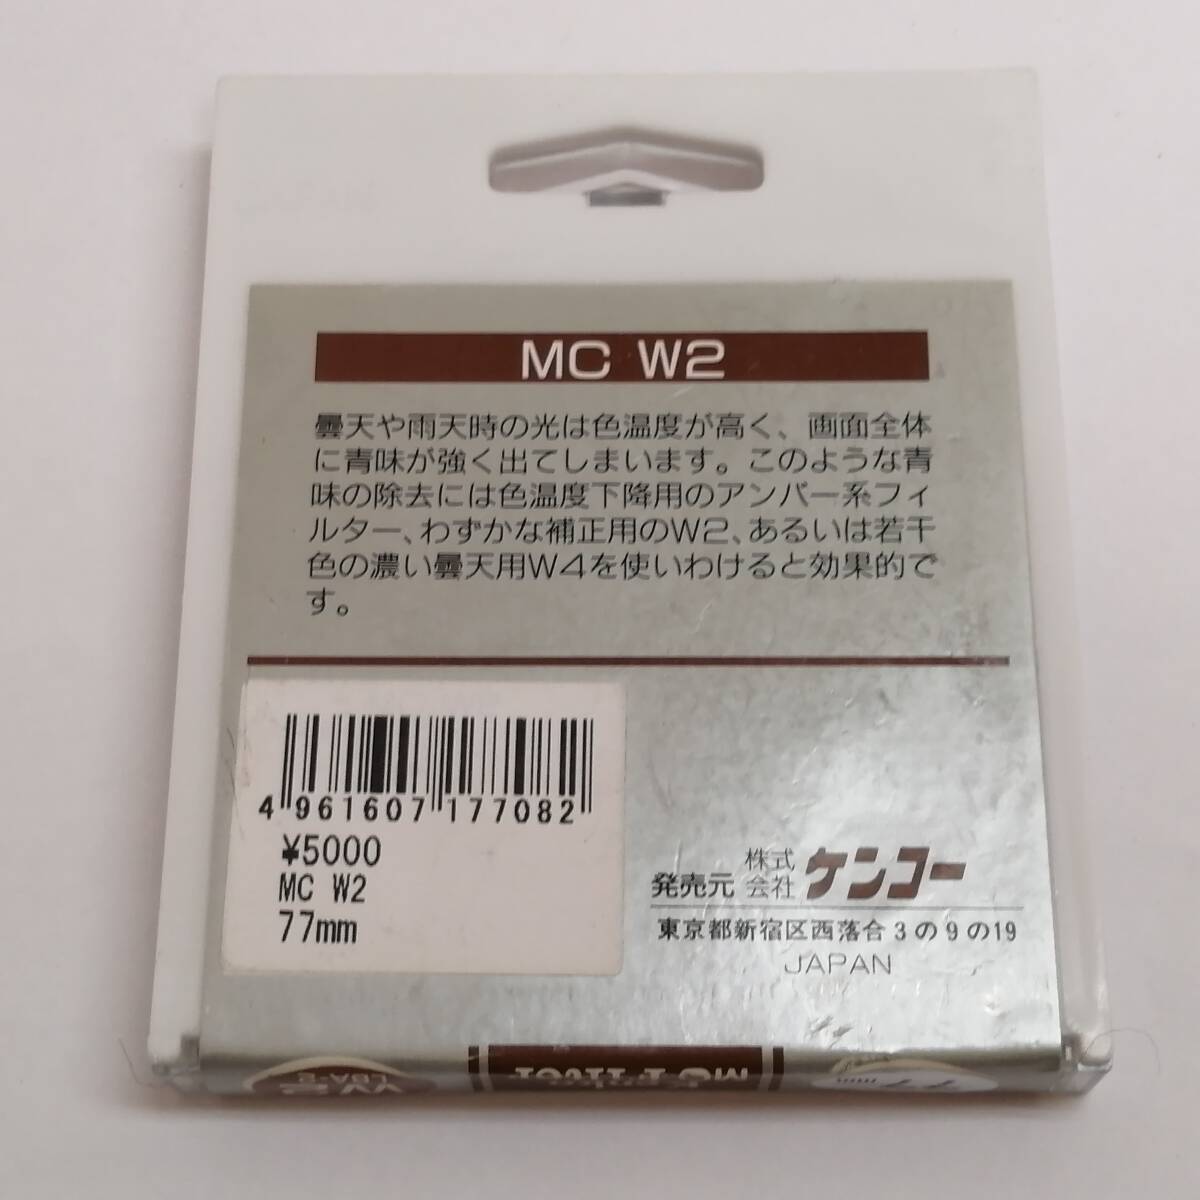 MC W2
曇天や雨天時の光は色温度が高く、画面全体
に青味が強く出てしまいます。このような青
味の除去には色温度下降用のアンバー系フィ
ルター、わずかな補正用のW2、あるいは若干
色の濃い曇天用W4を使いわけると効果的で
す。
4 961607 177082
¥5000
MC W2
77mm
発売元 株式会社 ケンコー
東京都新宿区西落合3の9の19
JAPAN
W2
LBA-2
MC Filter
77mm